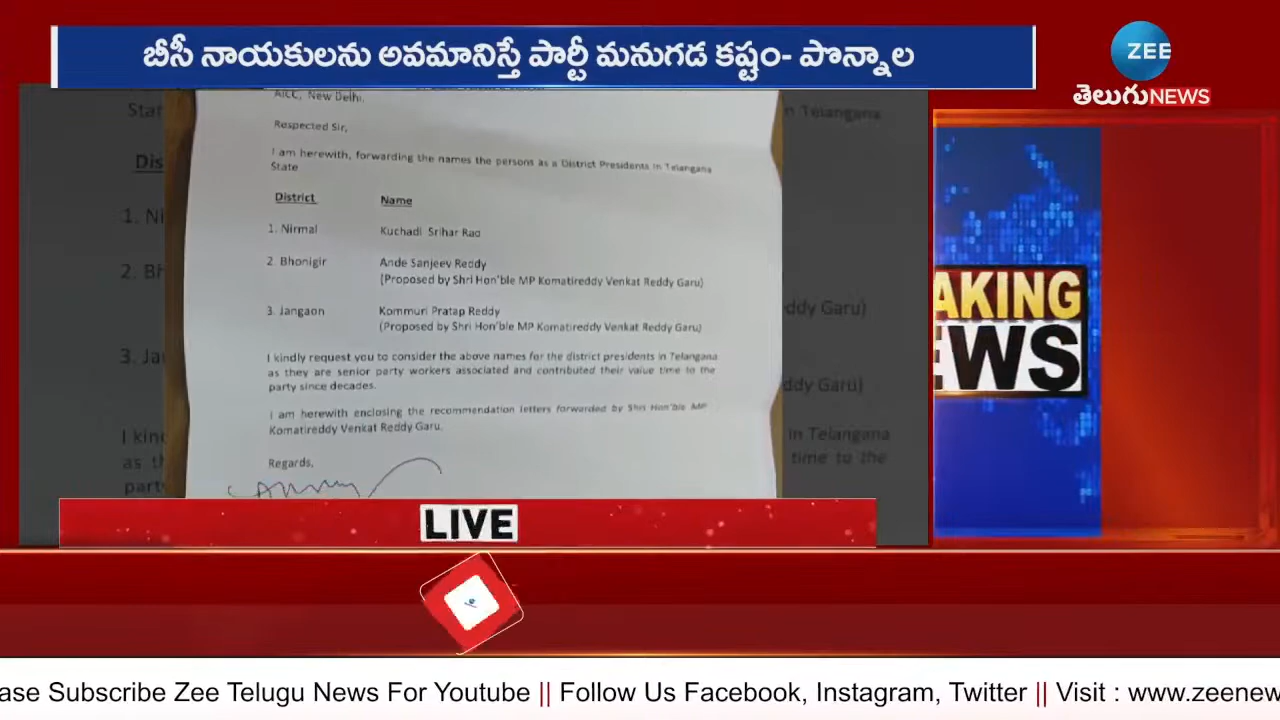 బీసీ నాయకులను అవమానిస్తే పార్టీ మనుగడ కష్టం- పొన్నాల
ZEE
తెలుగు NEWS
AICC, New Delhi.
Respected Sir,
I am herewith, forwarding the names the persons as a District Presidents in Telangana
State
District Name
1. Nirmal Kuchadi Srihar Rao
2. Bhonigir Ande Sanjeev Reddy
(Proposed by Shri Hon'ble MP Komatireddy Venkat Reddy Garu)
3. Jangaon Kommuri Pratap Reddy
(Proposed by Shri Hon'ble MP Komatireddy Venkat Reddy Garu)
I kindly request you to consider the above names for the district presidents in Telangana
as they are senior party workers associated and contributed their value time to the
party since decades.
I am herewith enclosing the recommendation letters forwarded by Shri Hon'ble MP
Komatireddy Venkat Reddy Garu.
Regards,
AKING
EWS
LIVE
ase Subscribe Zee Telugu News For Youtube || Follow Us Facebook, Instagram, Twitter || Visit : www.zeenew